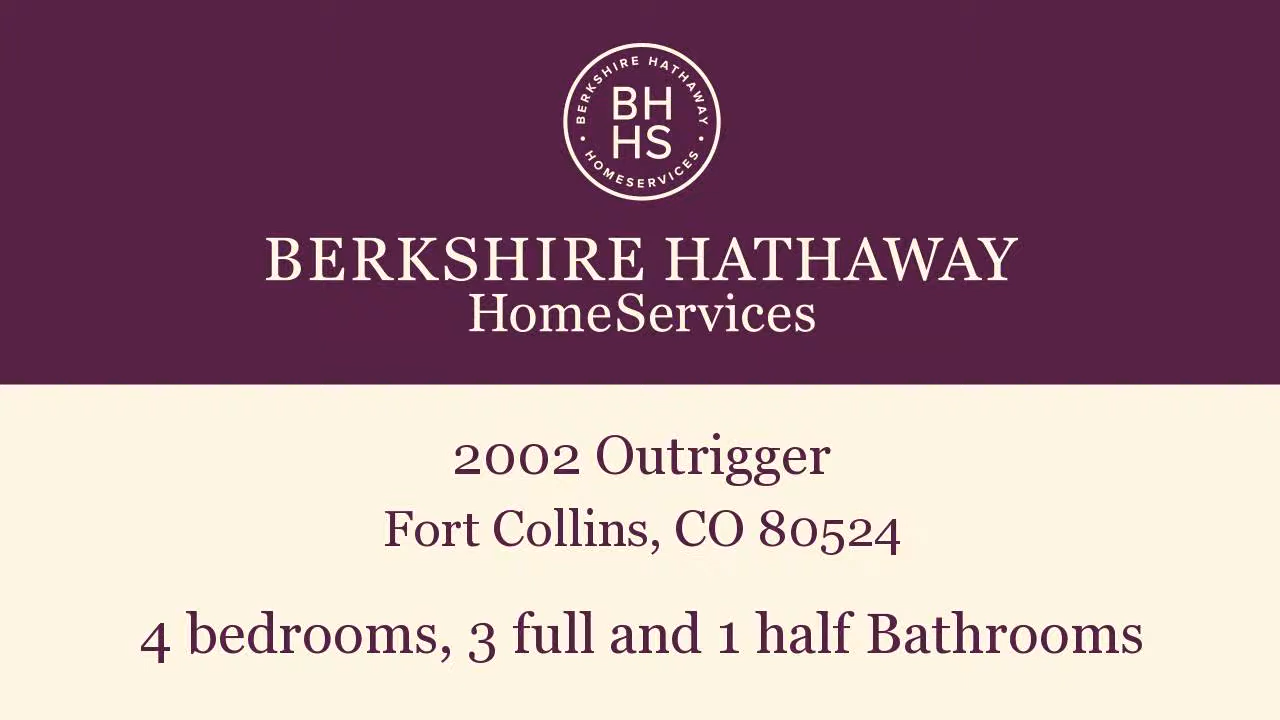 BERKSHIRE HATHAWAY
BH
HS
• HOMESERVICES •
BERKSHIRE HATHAWAY
HomeServices
2002 Outrigger
Fort Collins, CO 80524
4 bedrooms, 3 full and 1 half Bathrooms